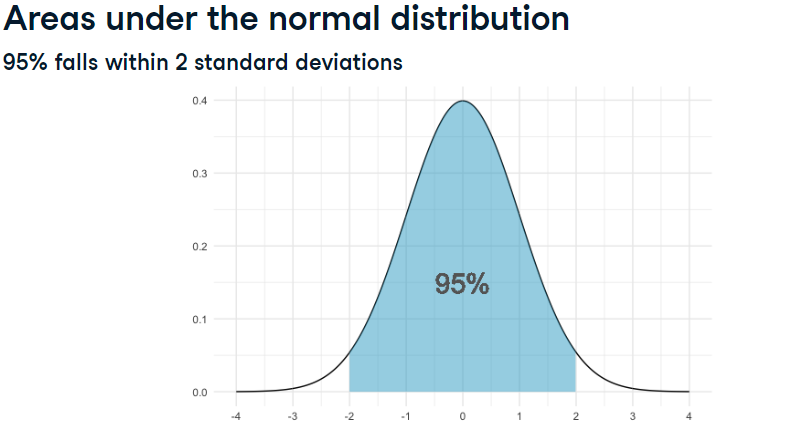 Areas under the normal distribution
95% falls within 2 standard deviations
0.4
0.3
0.2
95%
0.1
0.0
-4 -3 -2 -1 0 1 2 3 4